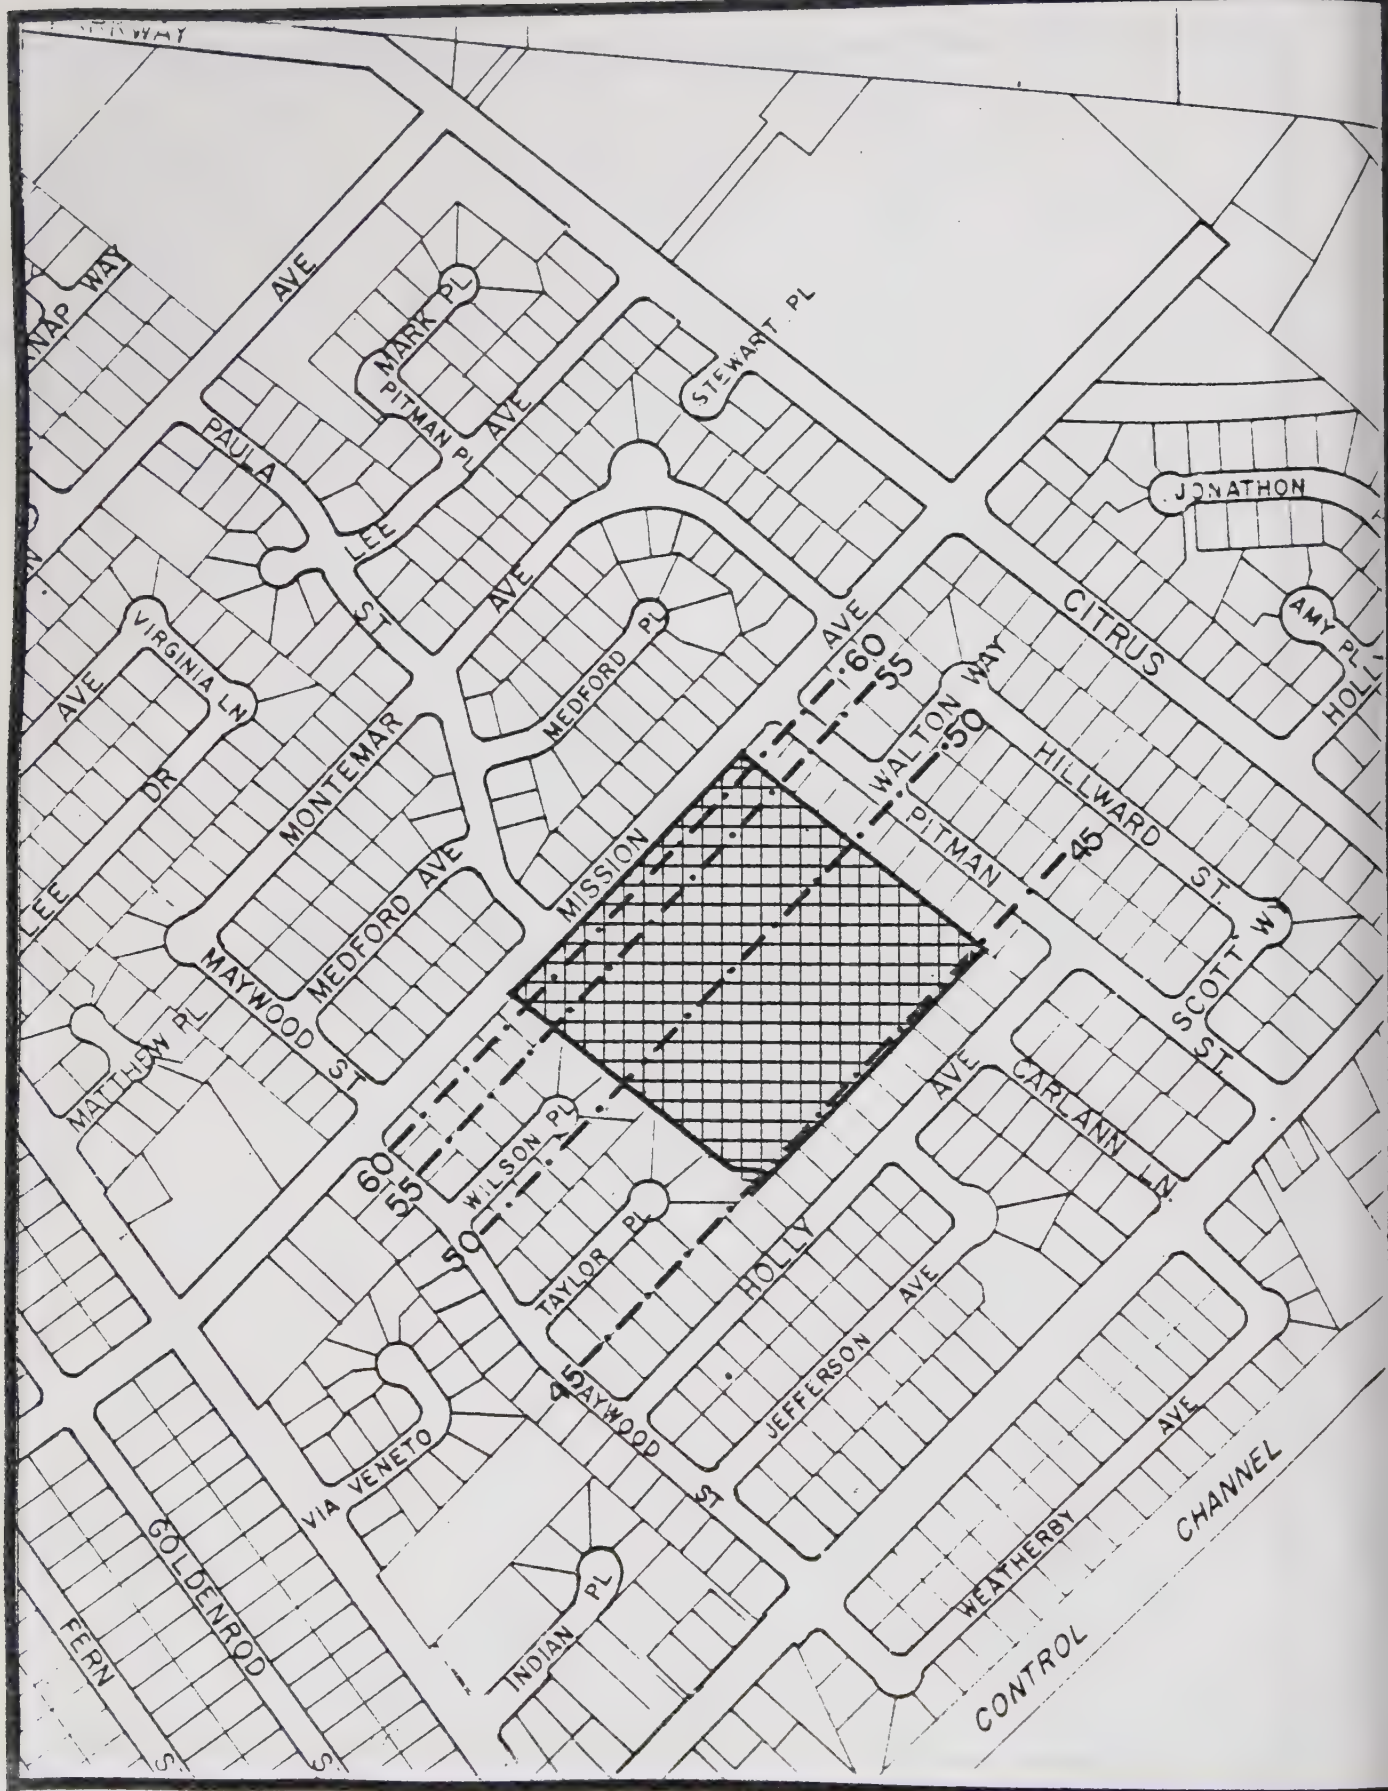 WAY
AVE
MARK PL
PITMAN PL
AVE
STEWART PL
PAULA
LEE
ST
AVE
JONATHON
AMY PL
CITRUS
VIRGINIA LN
AVE
MEDFORD PL
AVE
60
55
WALTON WAY
50
HILLWARD
ST.
HOLLY
DR
MONTEMAR
PITMAN
45
LEE
MEDFORD AVE
MISSION
SCOTT WY
ST.
MAYWOOD
ST
MATTHEW PL
AVE
CARLANN
LN.
60
55
WILSON PL
50
TAYLOR PL
HOLLY
AVE
45
MAYWOOD
ST
JEFFERSON
VIA VENETO
AVE
CHANNEL
GOLDENROD
WEATHERBY
FERN
INDIAN PL
CONTROL
S
S